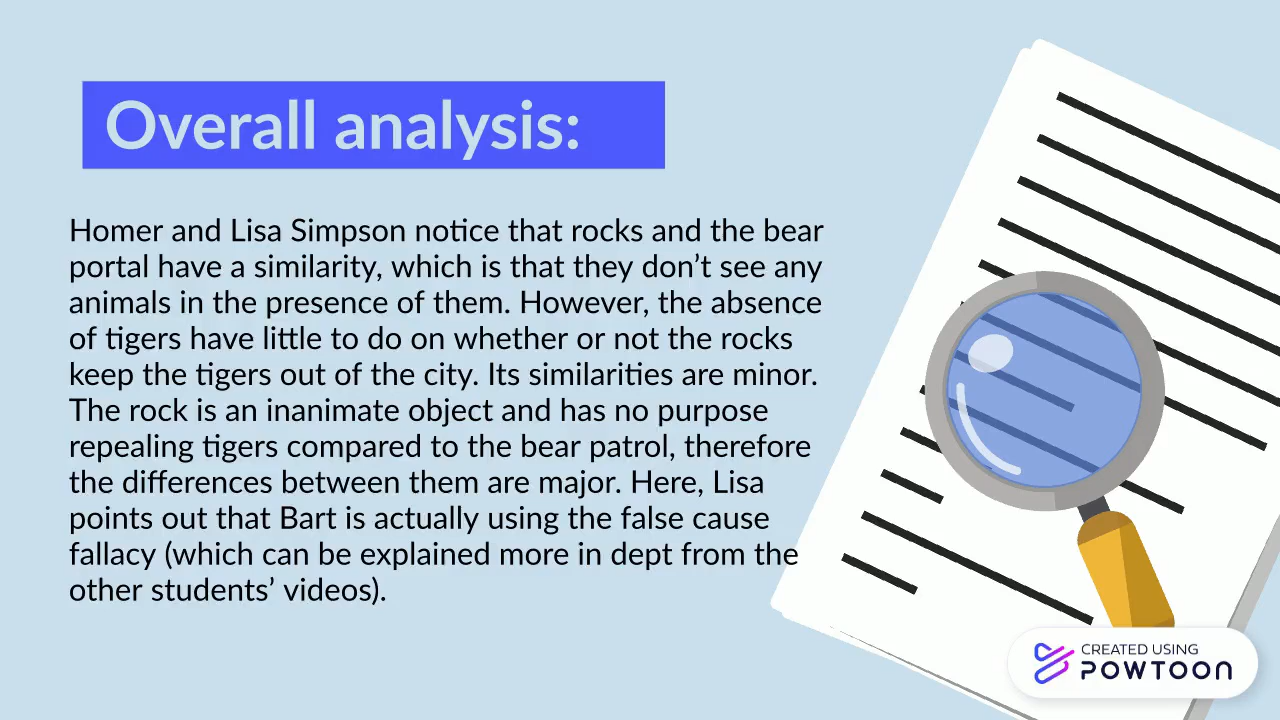 Overall analysis:
Homer and Lisa Simpson notice that rocks and the bear
portal have a similarity, which is that they don’t see any
animals in the presence of them. However, the absence
of tigers have little to do on whether or not the rocks
keep the tigers out of the city. Its similarities are minor.
The rock is an inanimate object and has no purpose
repealing tigers compared to the bear patrol, therefore
the differences between them are major. Here, Lisa
points out that Bart is actually using the false cause
fallacy (which can be explained more in dept from the
other students’ videos).
CREATED USING
POWTOON